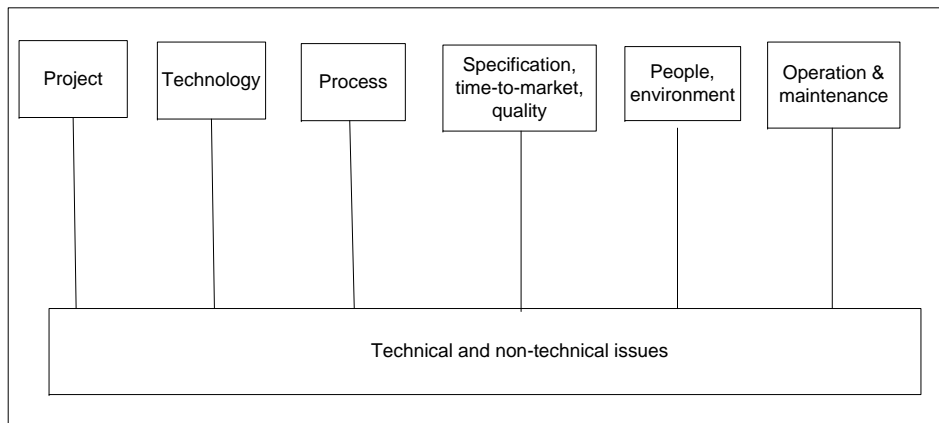 Project
Technology
Process
Specification,
time-to-market,
quality
People,
environment
Operation &
maintenance
Technical and non-technical issues